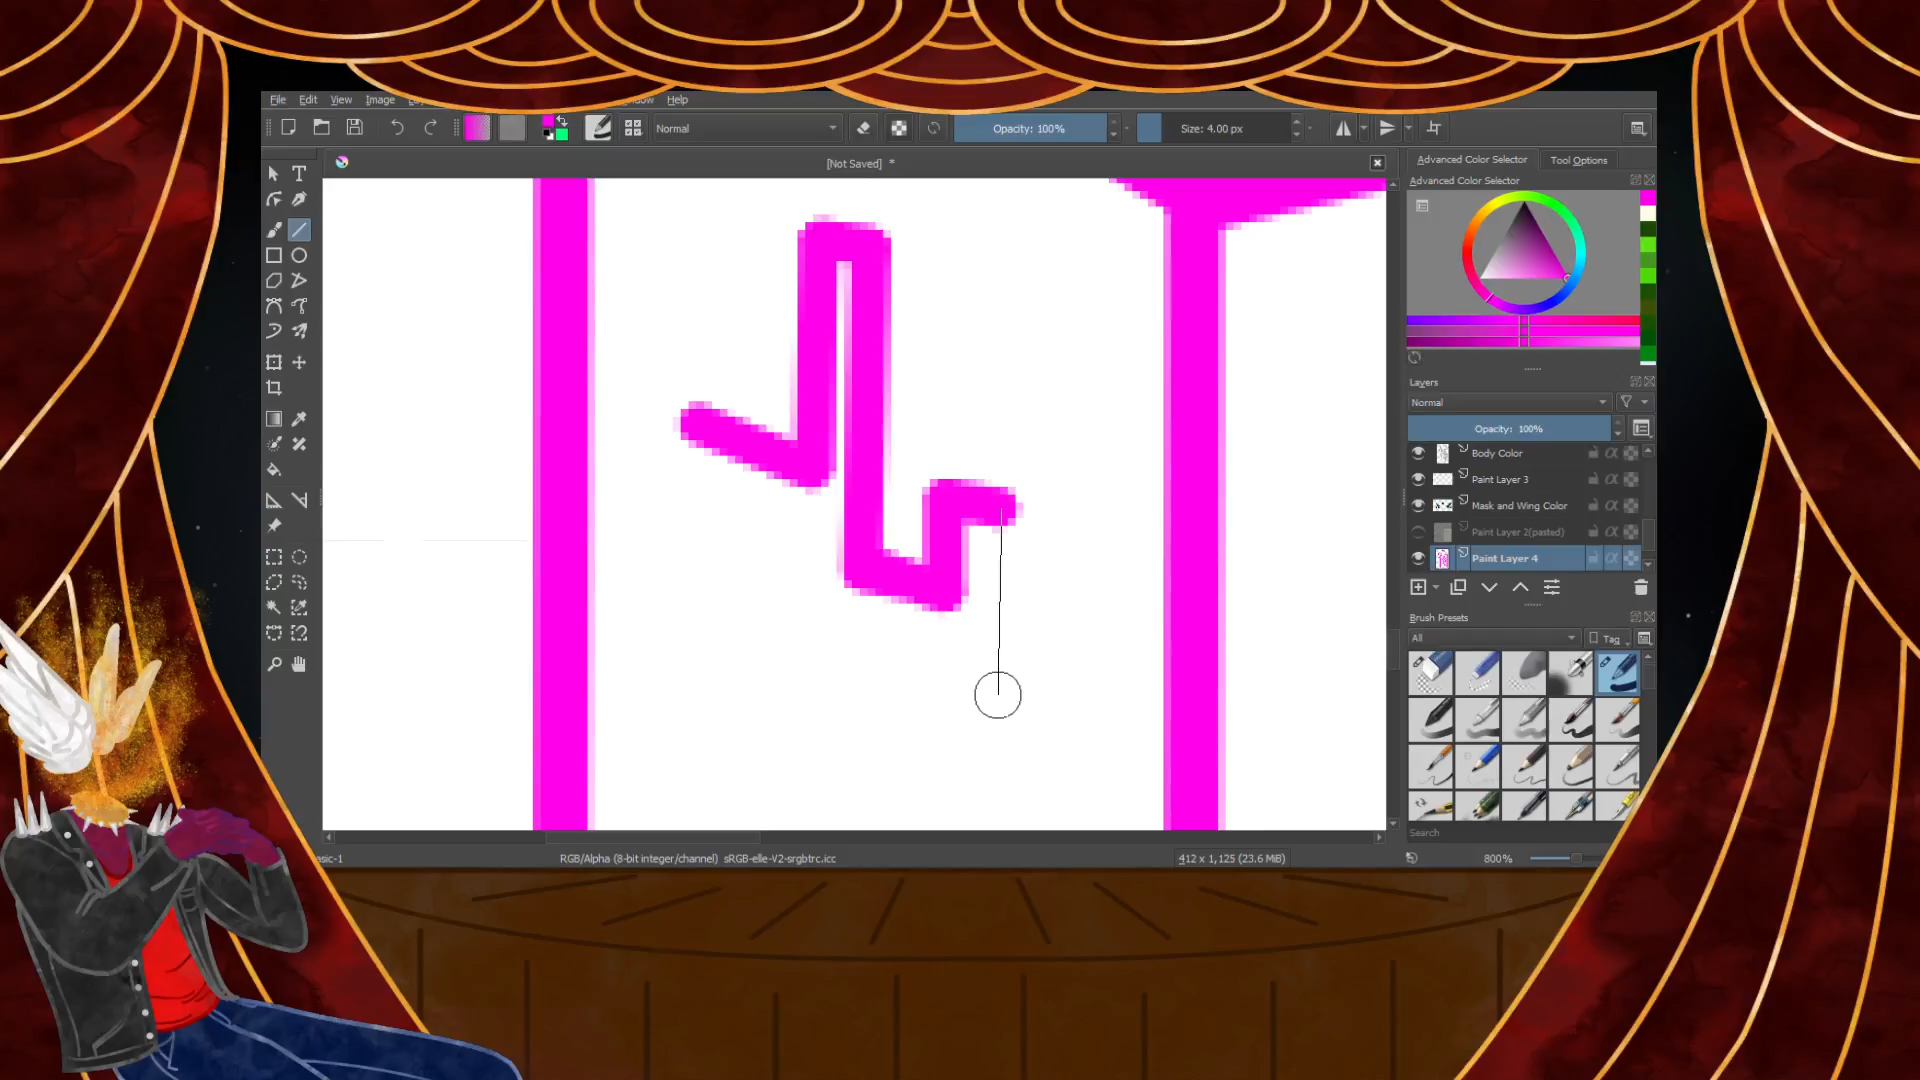 File Edit View Image Help
Normal
Opacity: 100%
Size: 4.00 px
[Not Saved] *
Advanced Color Selector
Tool Options
Advanced Color Selector
Layers
Normal
Opacity: 100%
Body Color
Paint Layer 3
Mask and Wing Color
Paint Layer 2(pasted)
Paint Layer 4
Brush Presets
All
Tag
Search
RGB/Alpha (8-bit integer/channel) sRGB-elle-V2-srgbtrc.icc
412 x 1,125 (23.6 MiB)
800%